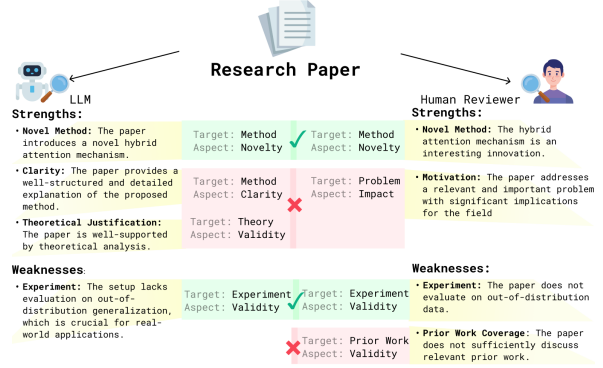 Research Paper
LLM
Strengths:
• Novel Method: The paper
introduces a novel hybrid
attention mechanism.
• Clarity: The paper provides a
well-structured and detailed
explanation of the proposed
method.
• Theoretical Justification:
The paper is well-supported
by theoretical analysis.
Weaknesses:
• Experiment: The setup lacks
evaluation on out-of-
distribution generalization,
which is crucial for real-
world applications.
Target: Method
Aspect: Novelty
Target: Method
Aspect: Clarity
Target: Theory
Aspect: Validity
Target: Experiment
Aspect: Validity
Target: Method
Aspect: Novelty
Target: Problem
Aspect: Impact
Target: Experiment
Aspect: Validity
Target: Prior Work
Aspect: Validity
Human Reviewer
Strengths:
• Novel Method: The hybrid
attention mechanism is an
interesting innovation.
• Motivation: The paper addresses
a relevant and important problem
with significant implications
for the field
Weaknesses:
• Experiment: The paper does not
evaluate on out-of-distribution
data.
• Prior Work Coverage: The paper
does not sufficiently discuss
relevant prior work.